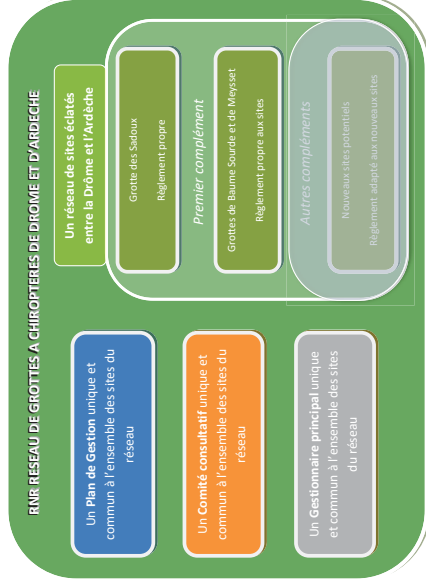 RNR RESEAU DE GROTTES A CHIROPTERES DE DROME ET D'ARDECHE
Un Plan de Gestion unique et
commun à l'ensemble des sites du
réseau
Un Comité consultatif unique et
commun à l'ensemble des sites du
réseau
Un Gestionnaire principal unique
et commun à l'ensemble des sites
du réseau
Un réseau de sites éclatés
entre la Drôme et l'Ardèche
Grotte des Sadoux
Règlement propre
Premier complément
Grottes de Baume Sourde et de Meysset
Règlement propre aux sites
Autres compléments
Nouveaux sites potentiels
Règlement adapté aux nouveaux sites